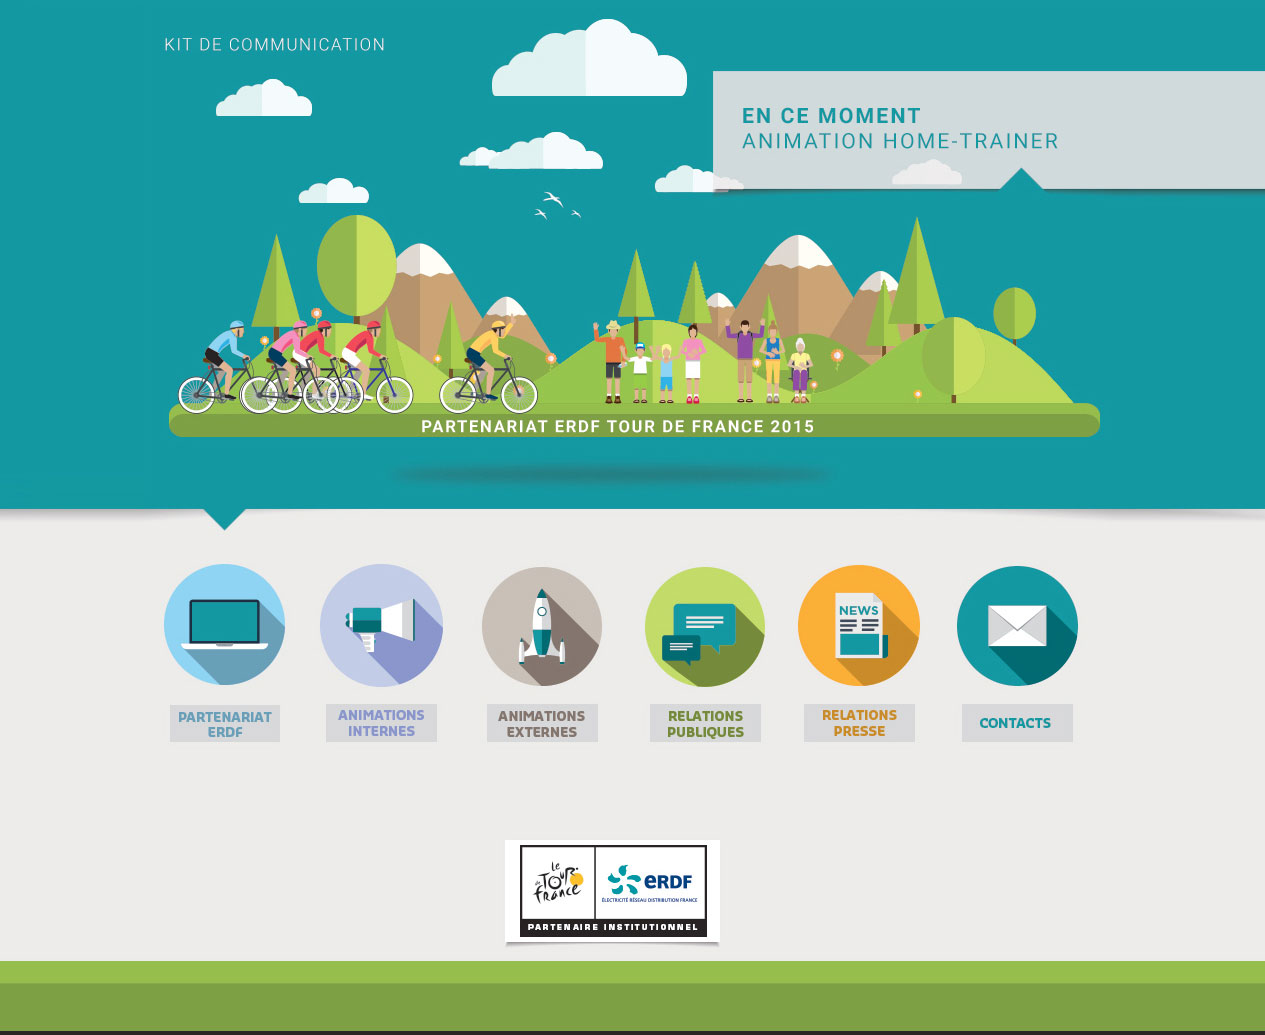 KIT DE COMMUNICATION
EN CE MOMENT
ANIMATION HOME-TRAINER
PARTENARIAT ERDF TOUR DE FRANCE 2015
NEWS
PARTENARIAT
ERDF
ANIMATIONS
INTERNES
ANIMATIONS
EXTERNES
RELATIONS
PUBLIQUES
RELATIONS
PRESSE
CONTACTS
Le
TOUR
de
france
eRDF
ÉLECTRICITÉ RÉSEAU DISTRIBUTION FRANCE
PARTENAIRE INSTITUTIONNEL